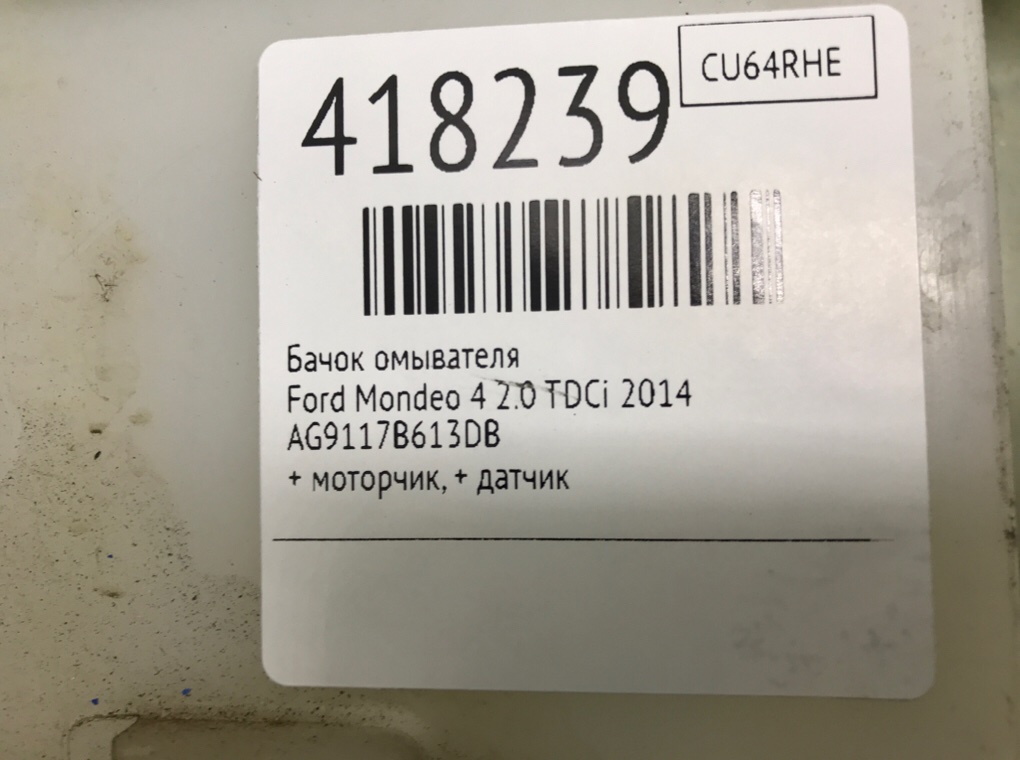 418239
CU64RHE
Бачок омывателя
Ford Mondeo 4 2.0 TDCi 2014
AG9117B613DB
+ моторчик, + датчик